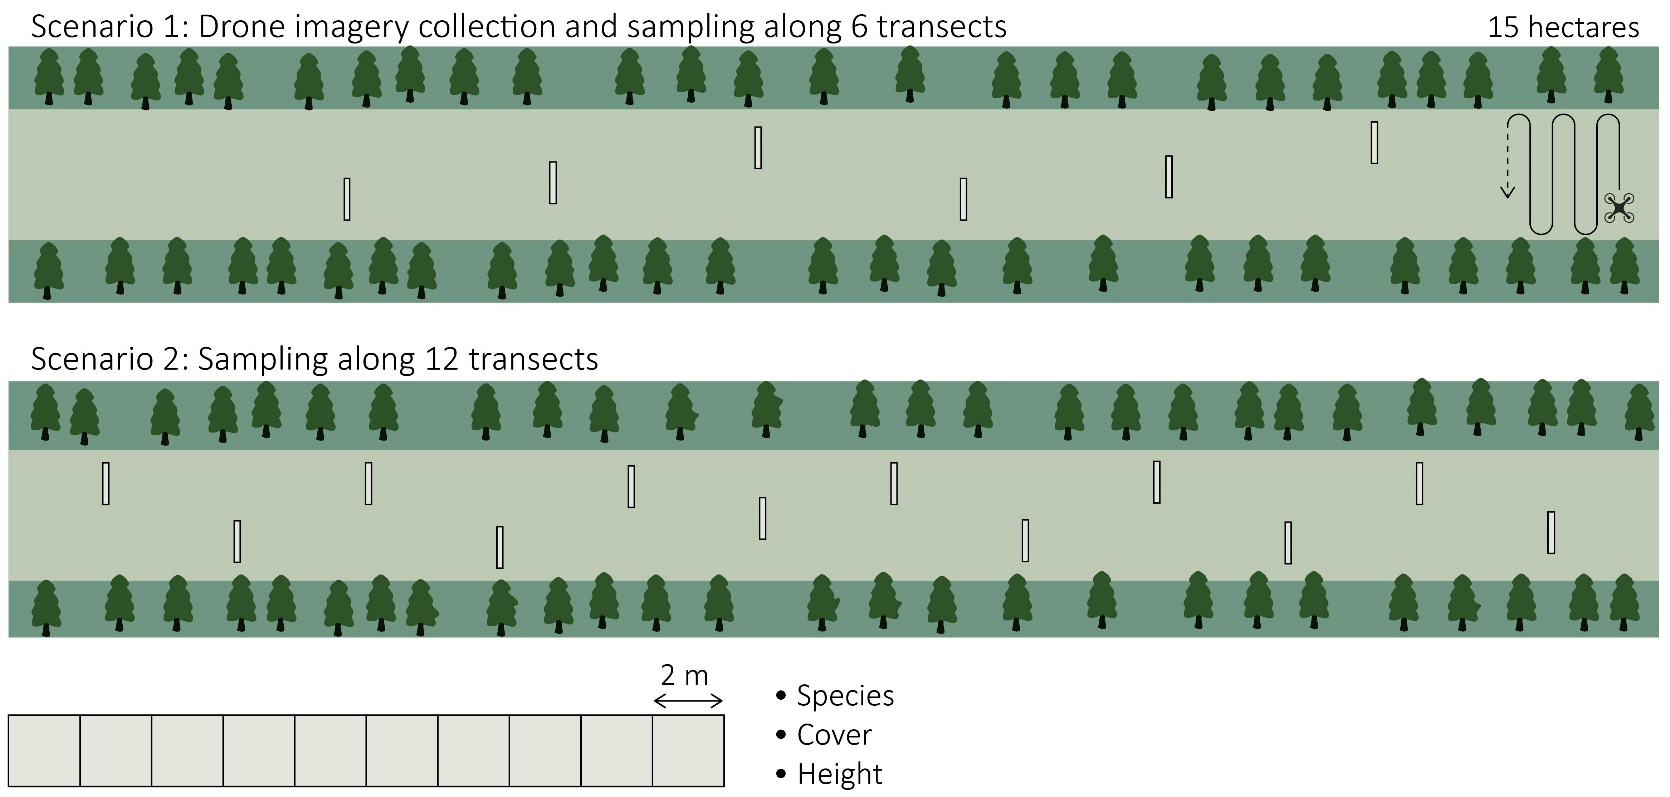 Scenario 1: Drone imagery collection and sampling along 6 transects
15 hectares
Scenario 2: Sampling along 12 transects
2 m
• Species
• Cover
• Height